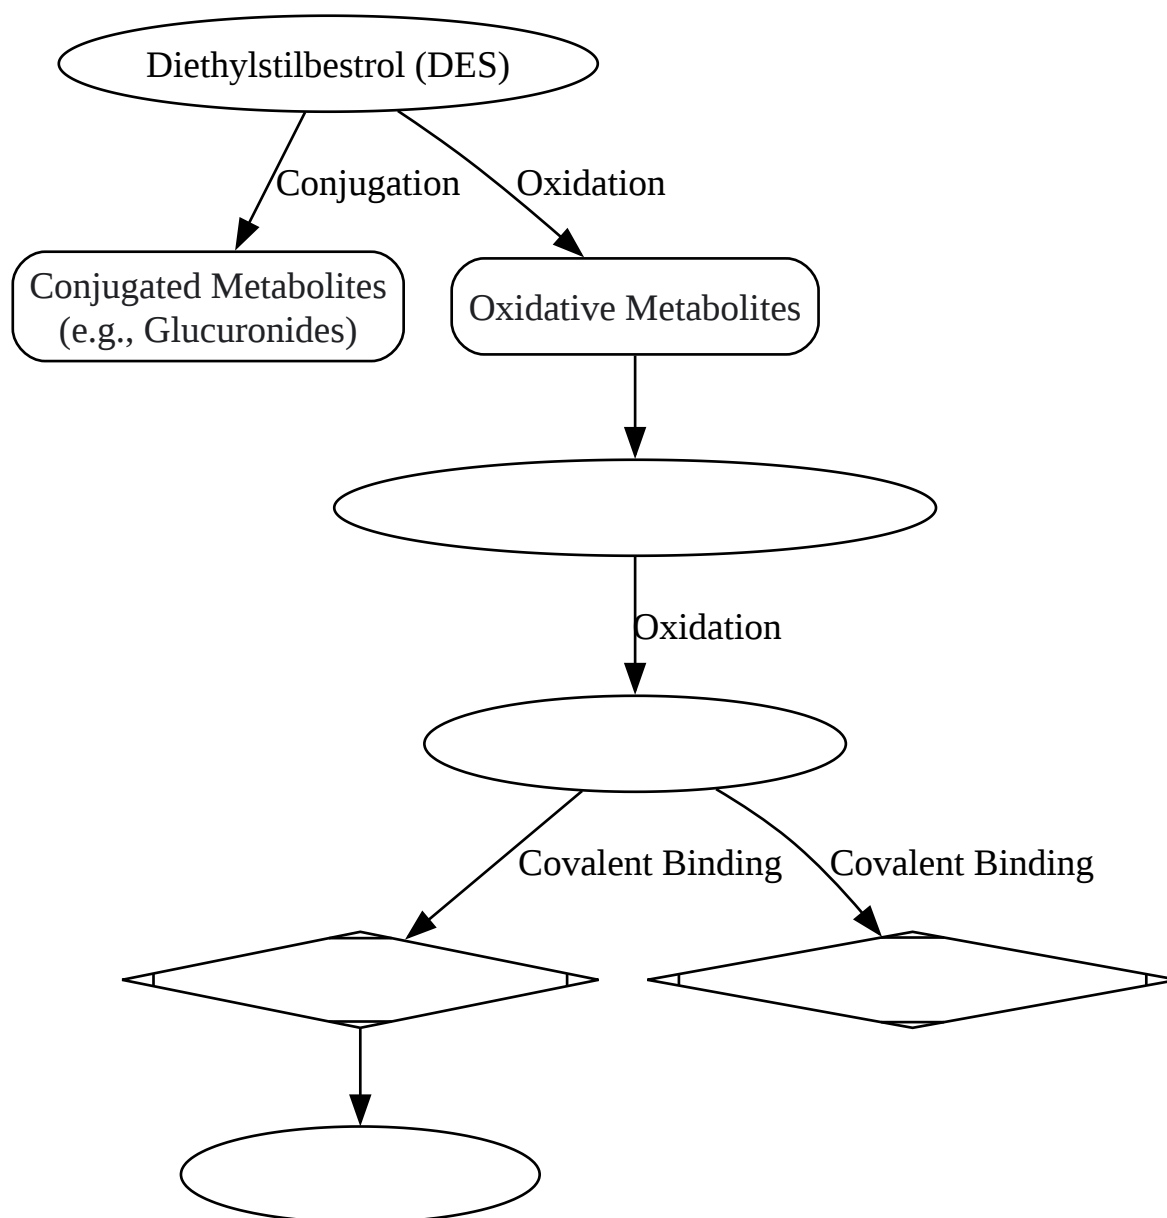 Diethylstilbestrol (DES)
Conjugation
Oxidation
Conjugated Metabolites
(e.g., Glucuronides)
Oxidative Metabolites
Oxidation
Covalent Binding
Covalent Binding